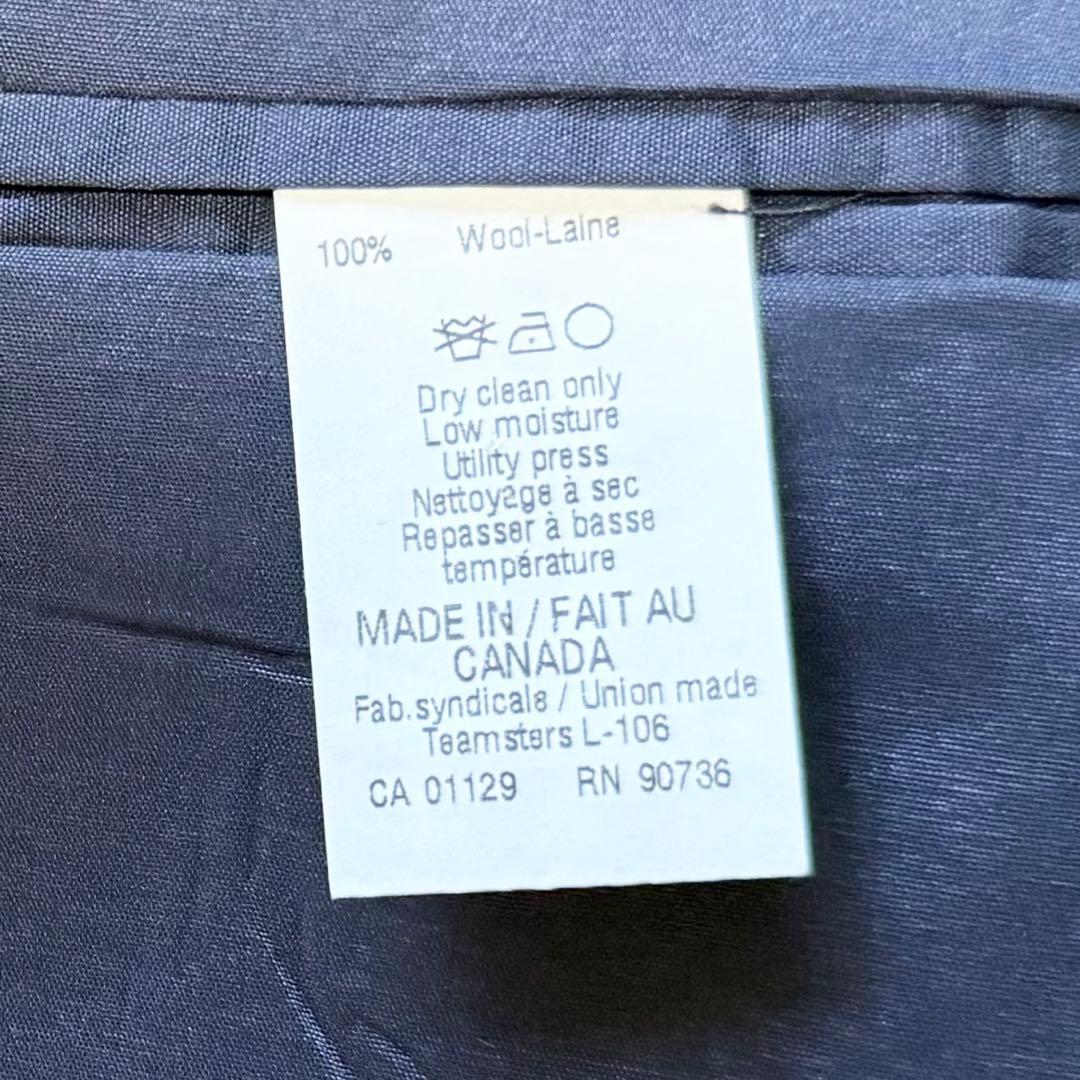 100% Wool-Laine
Dry clean only
Low moisture
Utility press
Nettoyage à sec
Repasser à basse
température
MADE IN / FAIT AU
CANADA
Fab.syndicale / Union made
Teamsters L-106
CA 01129 RN 90736